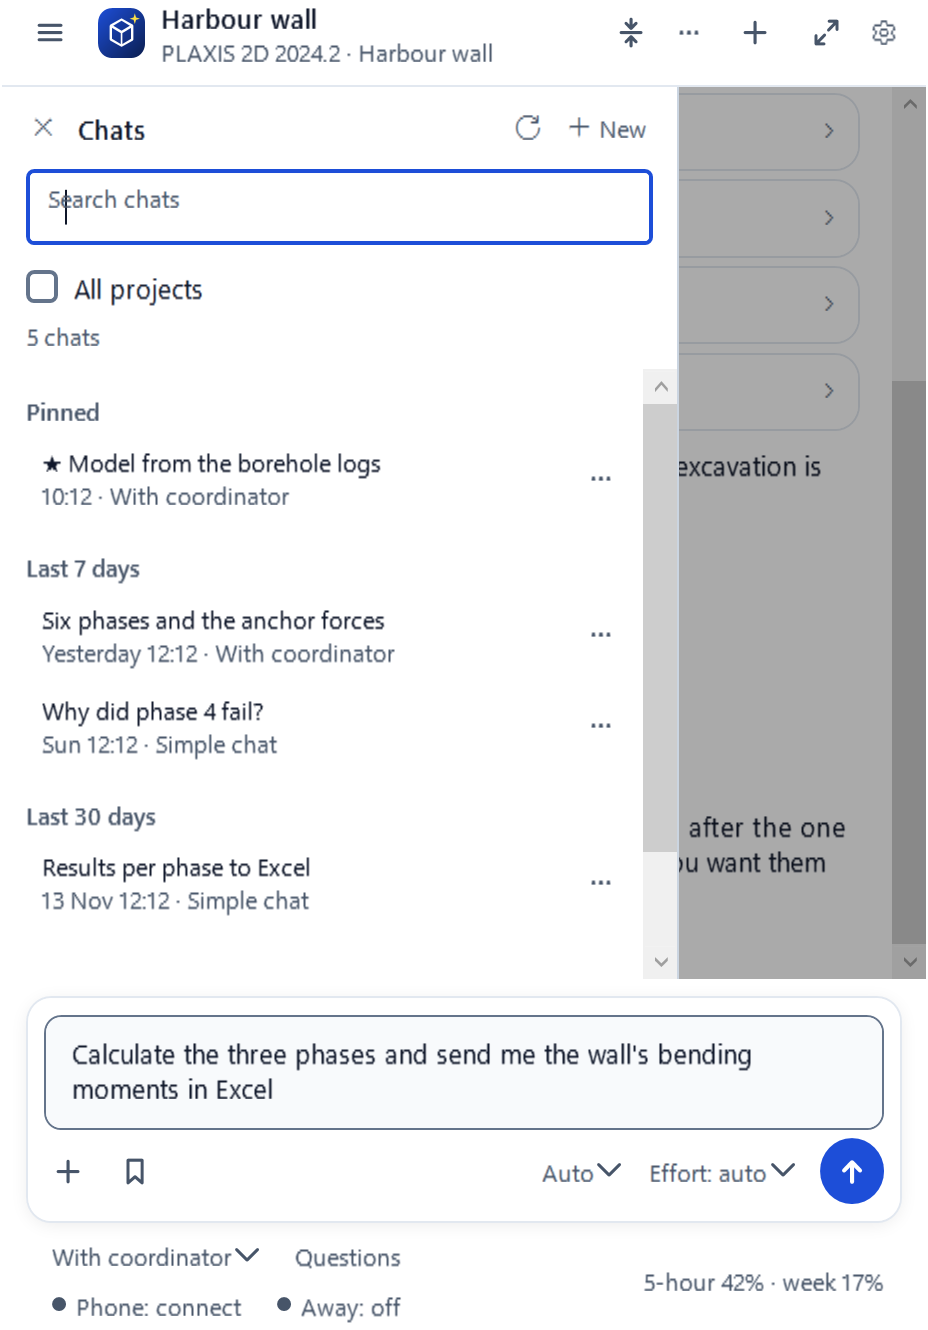 Harbour wall
PLAXIS 2D 2024.2 · Harbour wall
Chats
New
Search chats
All projects
5 chats
Pinned
★ Model from the borehole logs
10:12 · With coordinator
Last 7 days
Six phases and the anchor forces
Yesterday 12:12 · With coordinator
Why did phase 4 fail?
Sun 12:12 · Simple chat
Last 30 days
Results per phase to Excel
13 Nov 12:12 · Simple chat
excavation is
after the one
want them
Calculate the three phases and send me the wall's bending
moments in Excel
Auto
Effort: auto
With coordinator
Questions
5-hour 42% · week 17%
Phone: connect
Away: off